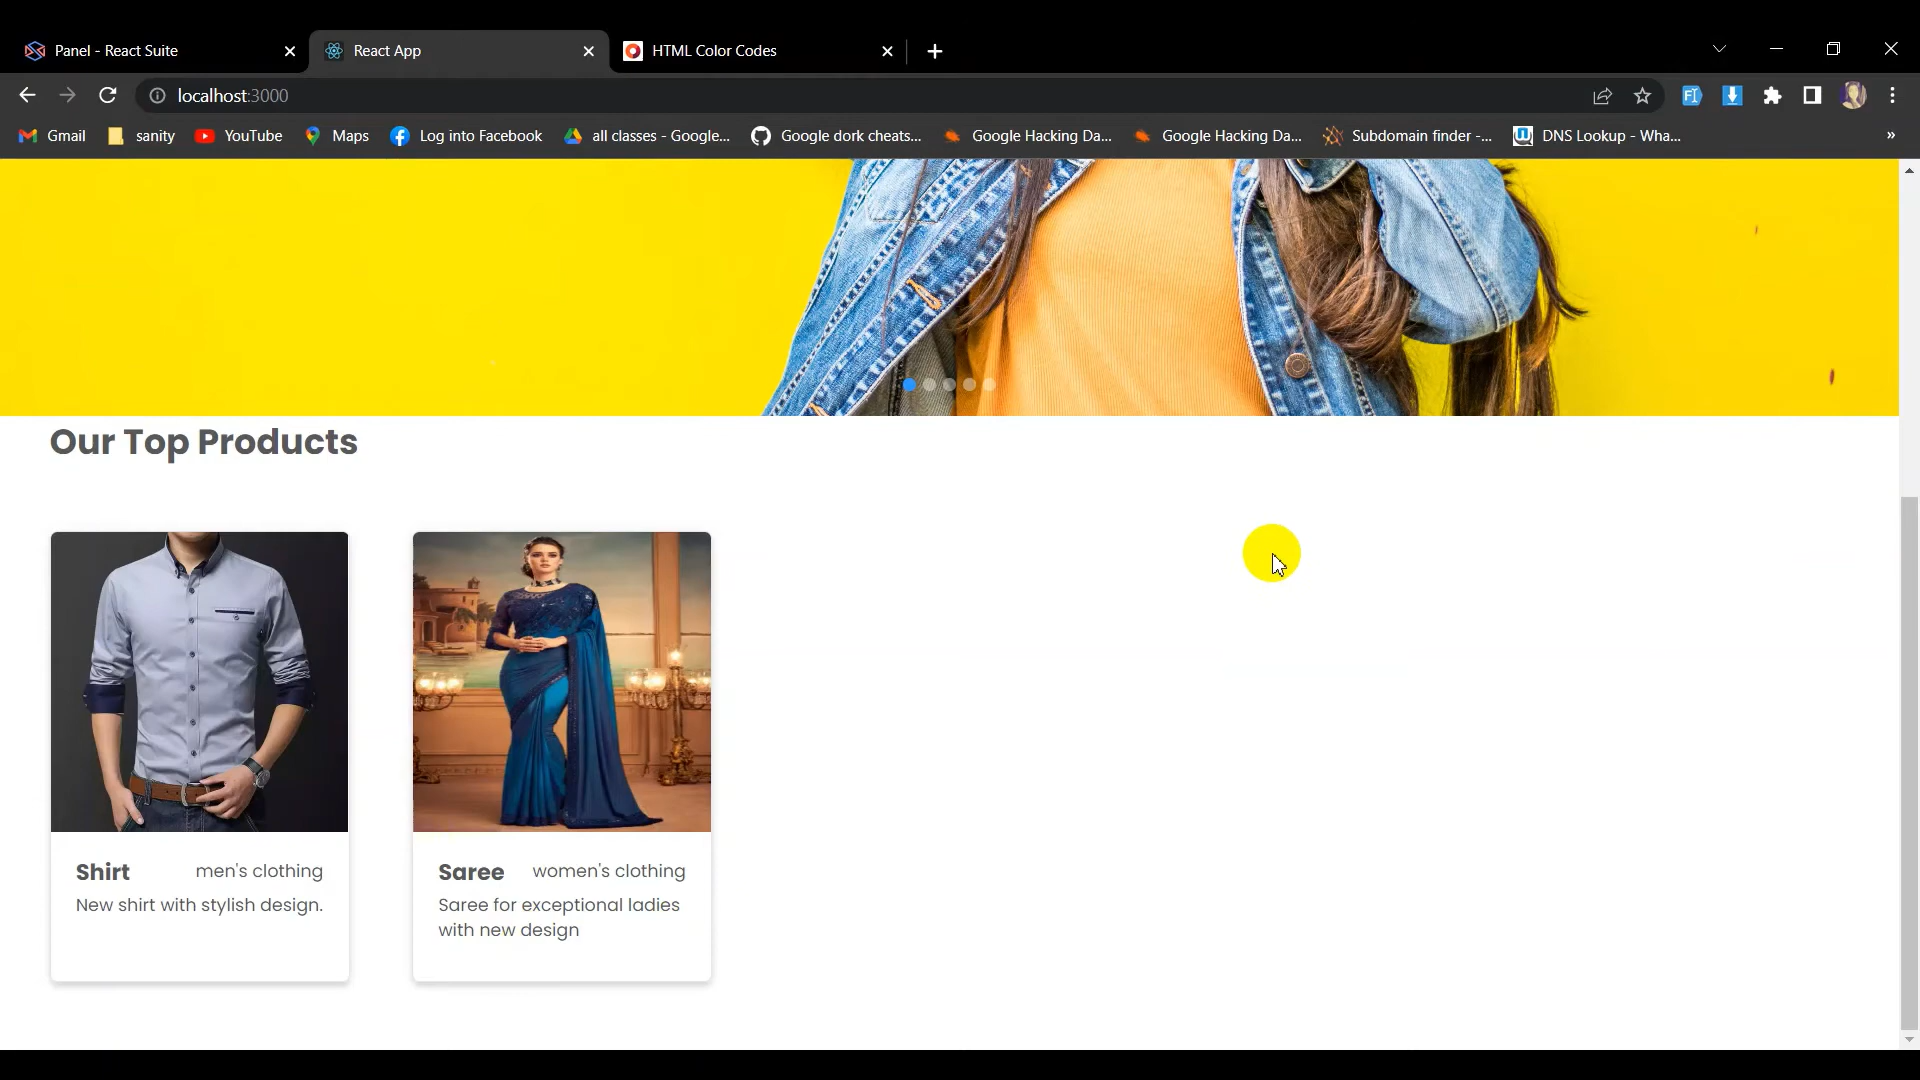 Panel - React Suite
React App
HTML Color Codes
localhost:3000
Gmail
sanity
YouTube
Maps
Log into Facebook
all classes - Google...
Google dork cheats...
Google Hacking Da...
Google Hacking Da...
Subdomain finder -...
DNS Lookup - Wha...
»
Our Top Products
Shirt men's clothing
New shirt with stylish design.
Saree women's clothing
Saree for exceptional ladies
with new design